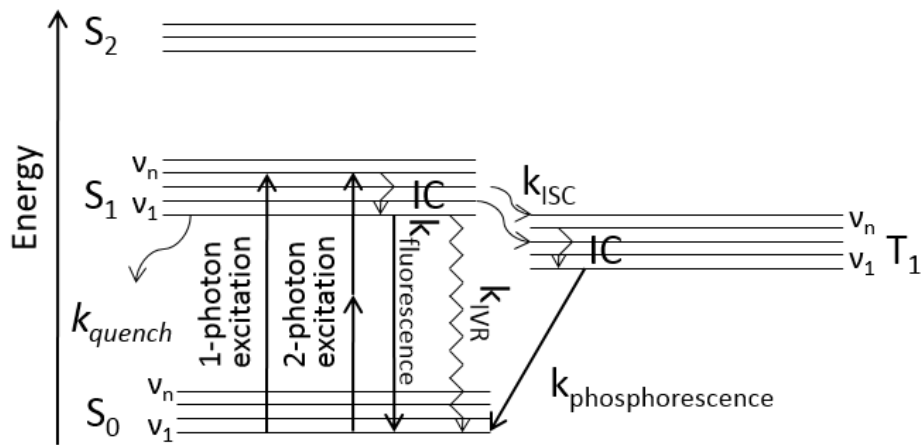 Energy
S2
S1
νn
ν1
IC
kISC
νn
ν1
T1
IC
kquench
1-photon
excitation
2-photon
excitation
kfluorescence
kIVR
kphosphorescence
S0
νn
ν1